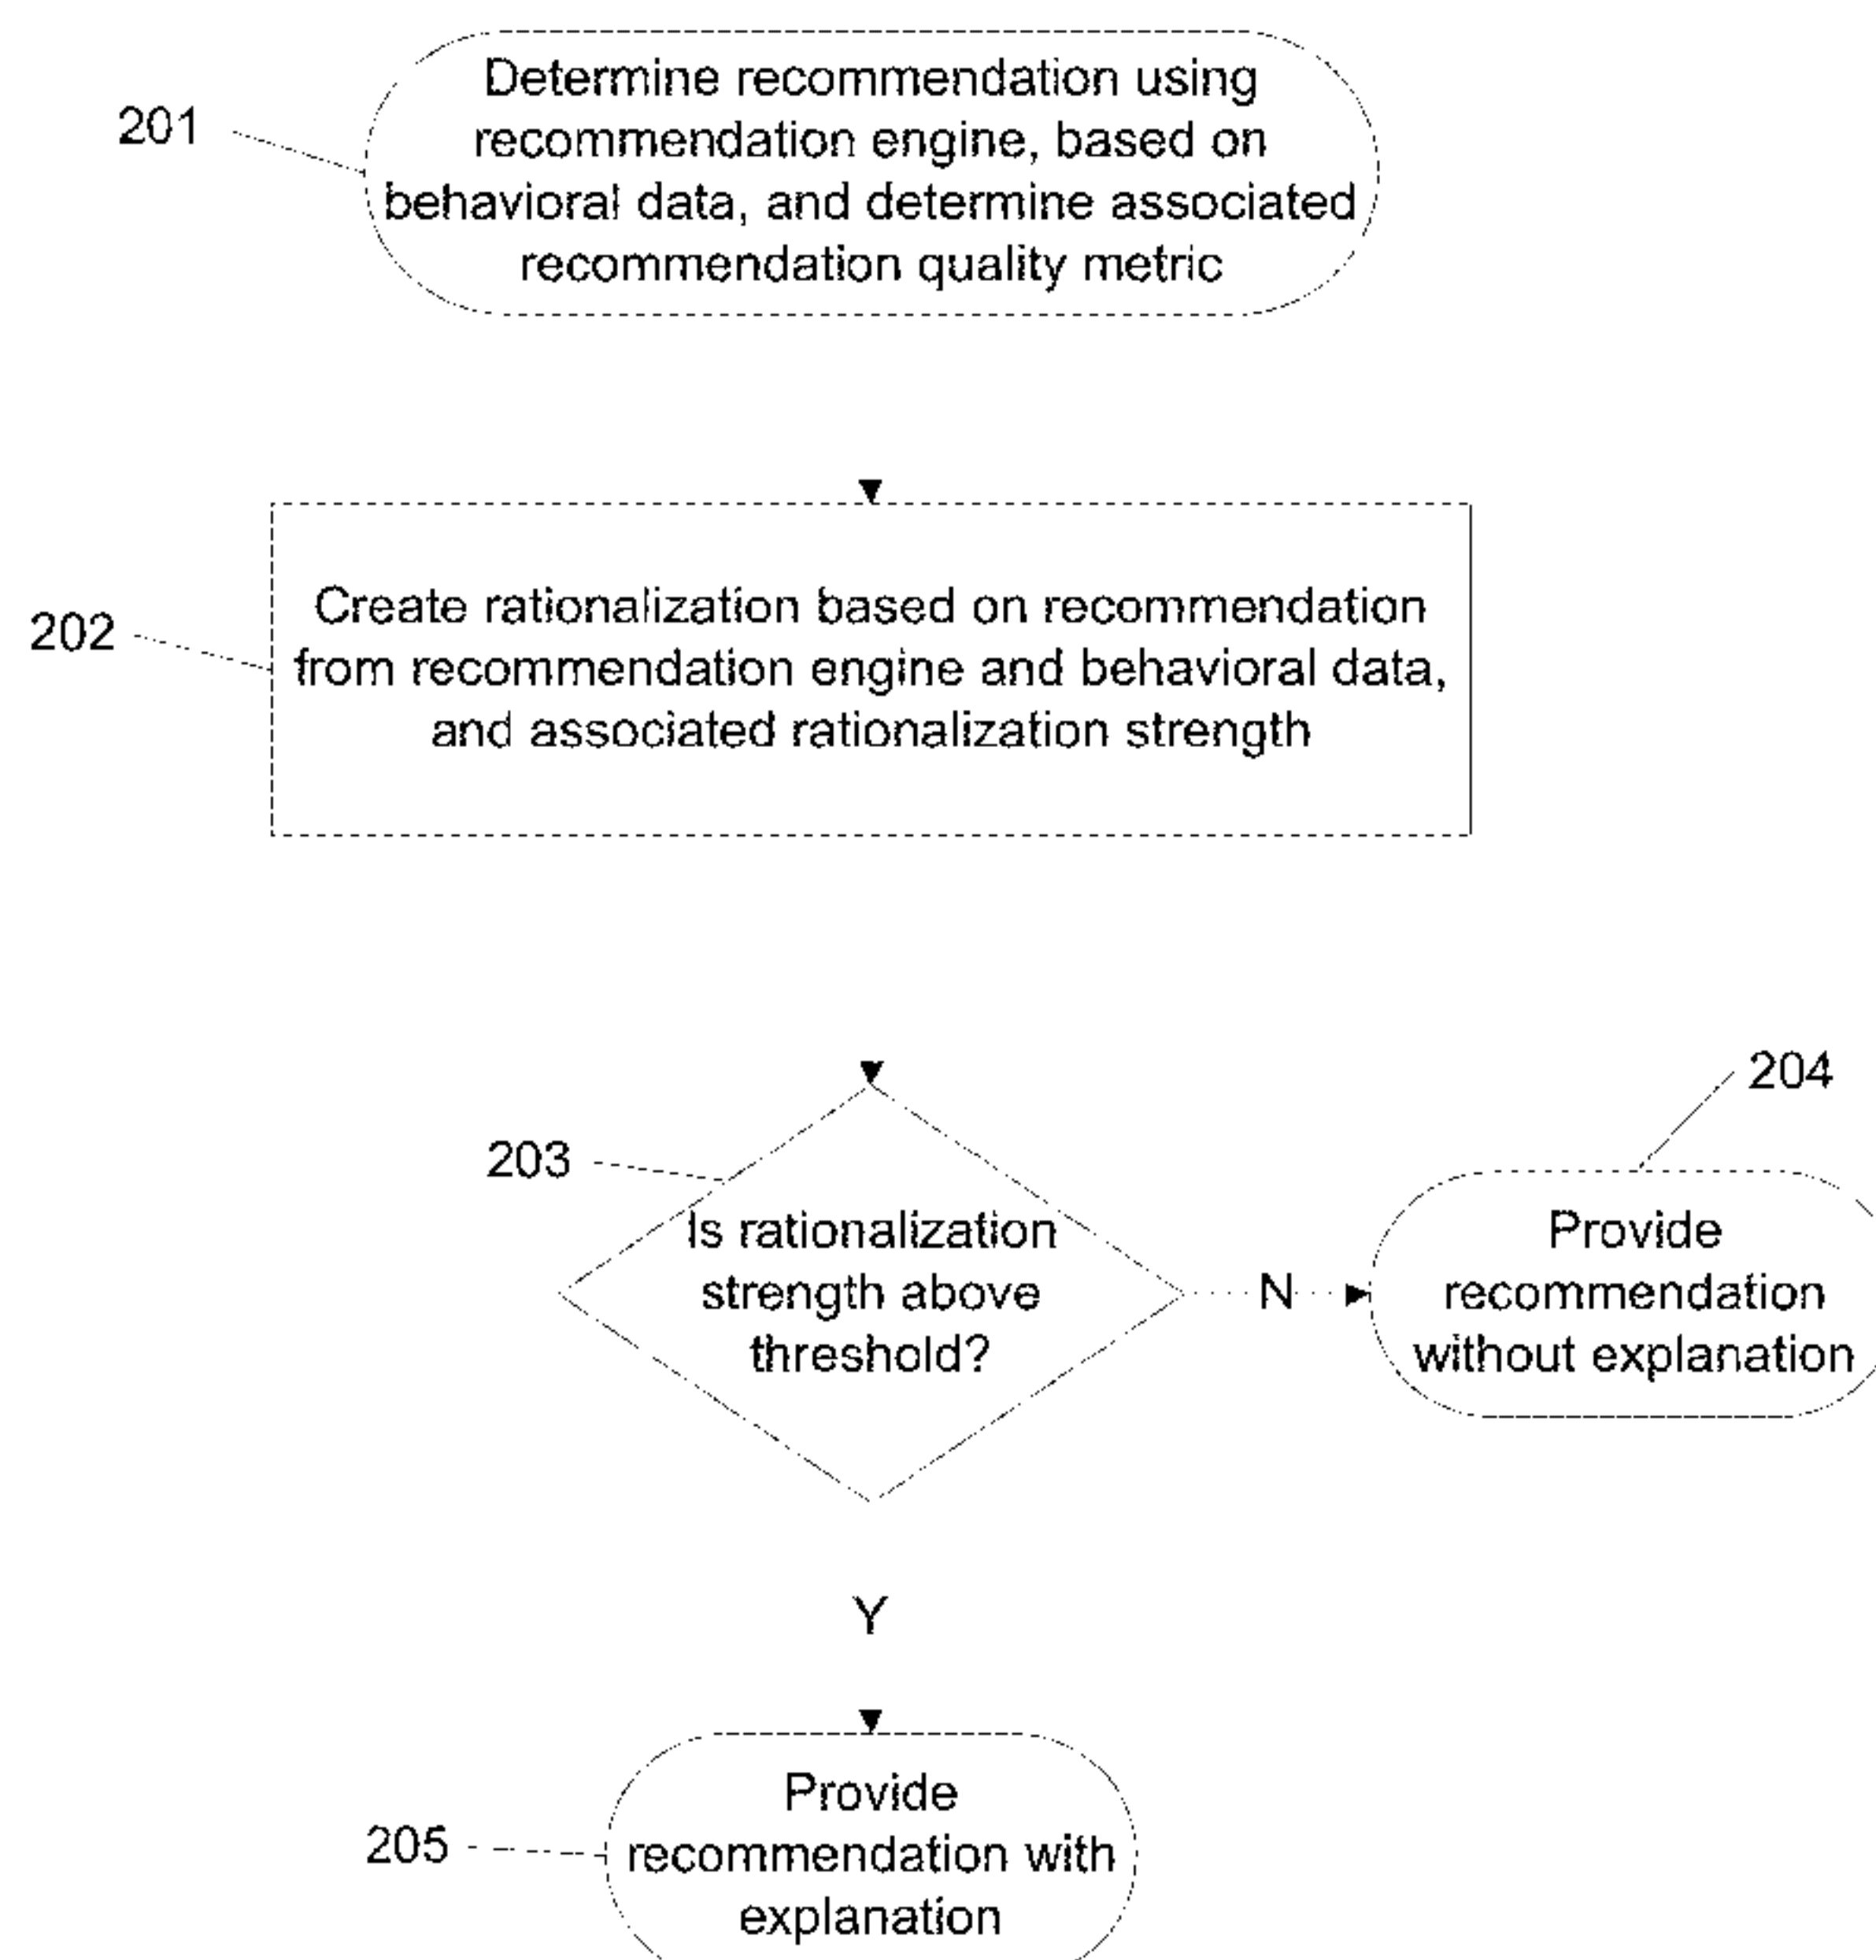 201
Determine recommendation using
recommendation engine, based on
behavioral data, and determine associated
recommendation quality metric
202
Create rationalization based on recommendation
from recommendation engine and behavioral data,
and associated rationalization strength
203
Is rationalization
strength above
threshold?
N
204
Provide
recommendation
without explanation
Y
205
Provide
recommendation with
explanation